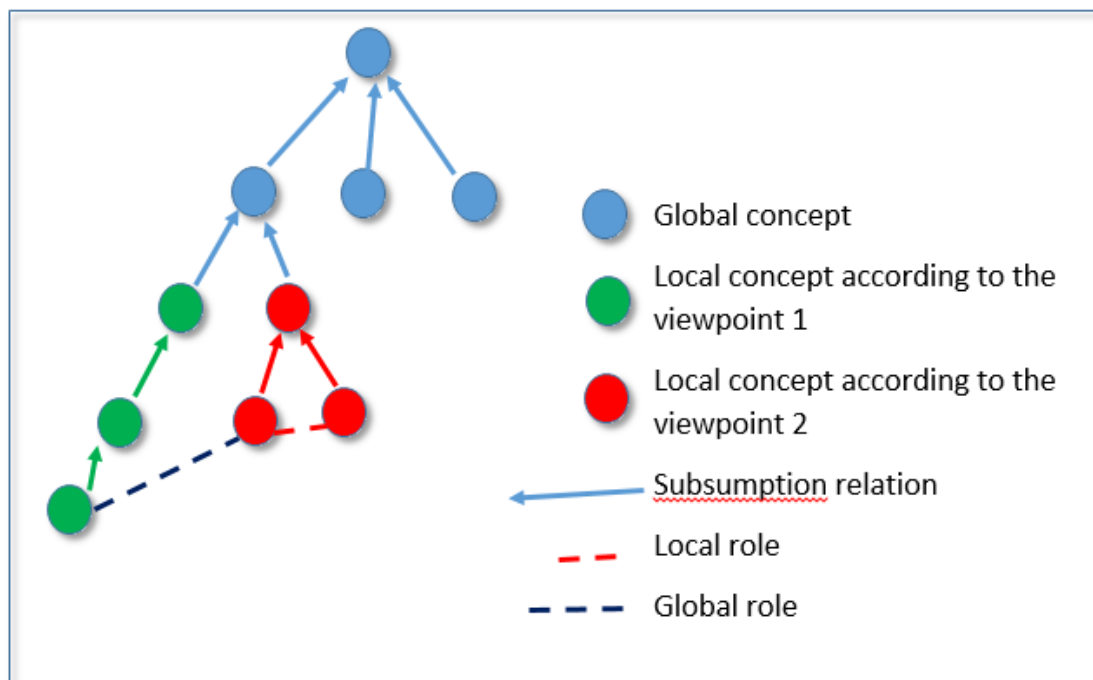 Global concept
Local concept according to the
viewpoint 1
Local concept according to the
viewpoint 2
Subsumption relation
Local role
Global role